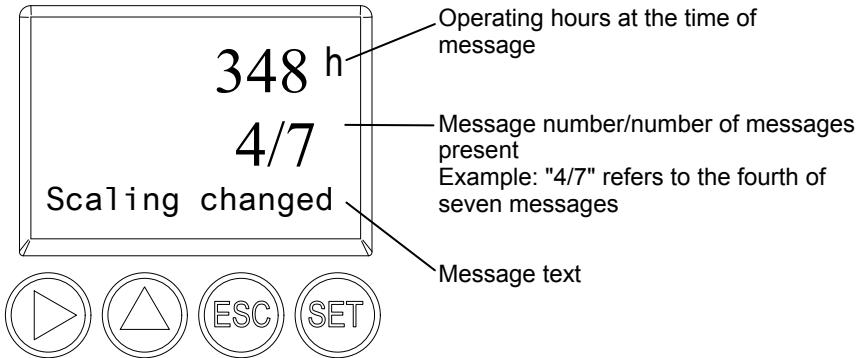 348 h
4/7
Scaling changed
ESC
SET
Operating hours at the time of
message
Message number/number of messages
present
Example: "4/7" refers to the fourth of
seven messages
Message text